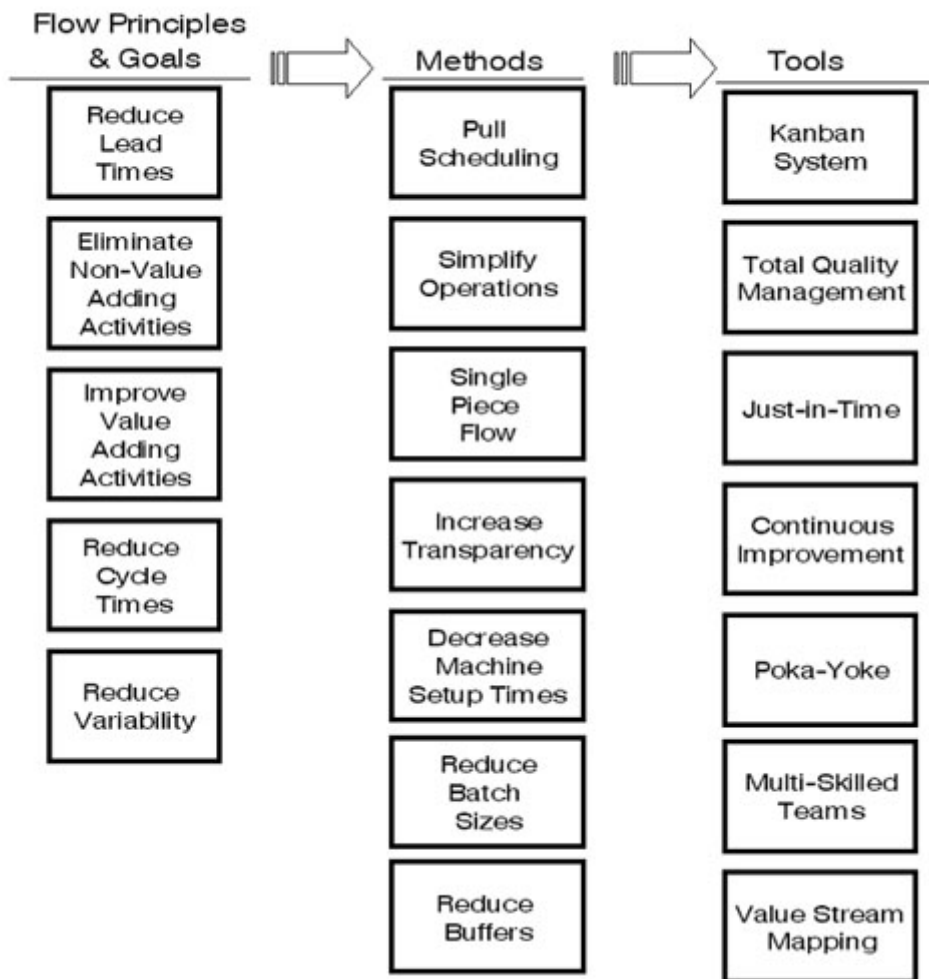 Flow Principles
& Goals
Reduce
Lead
Times
Eliminate
Non-Value
Adding
Activities
Improve
Value
Adding
Activities
Reduce
Cycle
Times
Reduce
Variability
Methods
Pull
Scheduling
Simplify
Operations
Single
Piece
Flow
Increase
Transparency
Decrease
Machine
Setup Times
Reduce
Batch
Sizes
Reduce
Buffers
Tools
Kanban
System
Total Quality
Management
Just-in-Time
Continuous
Improvement
Poka-Yoke
Multi-Skilled
Teams
Value Stream
Mapping